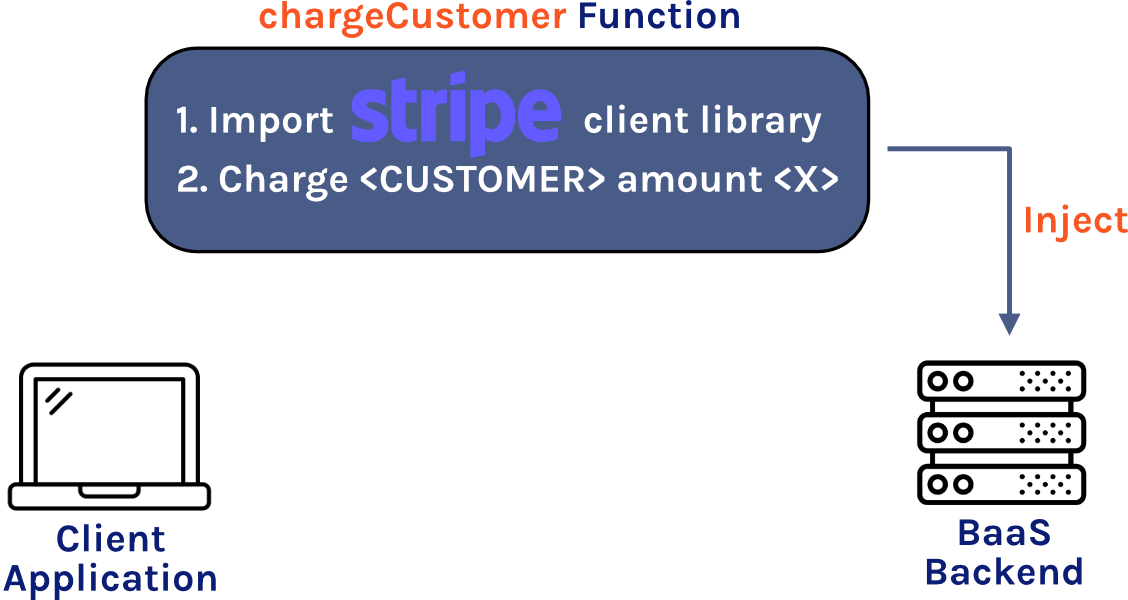 chargeCustomer Function
1. Import stripe client library
2. Charge <CUSTOMER> amount <X>
Inject
Client
Application
BaaS
Backend